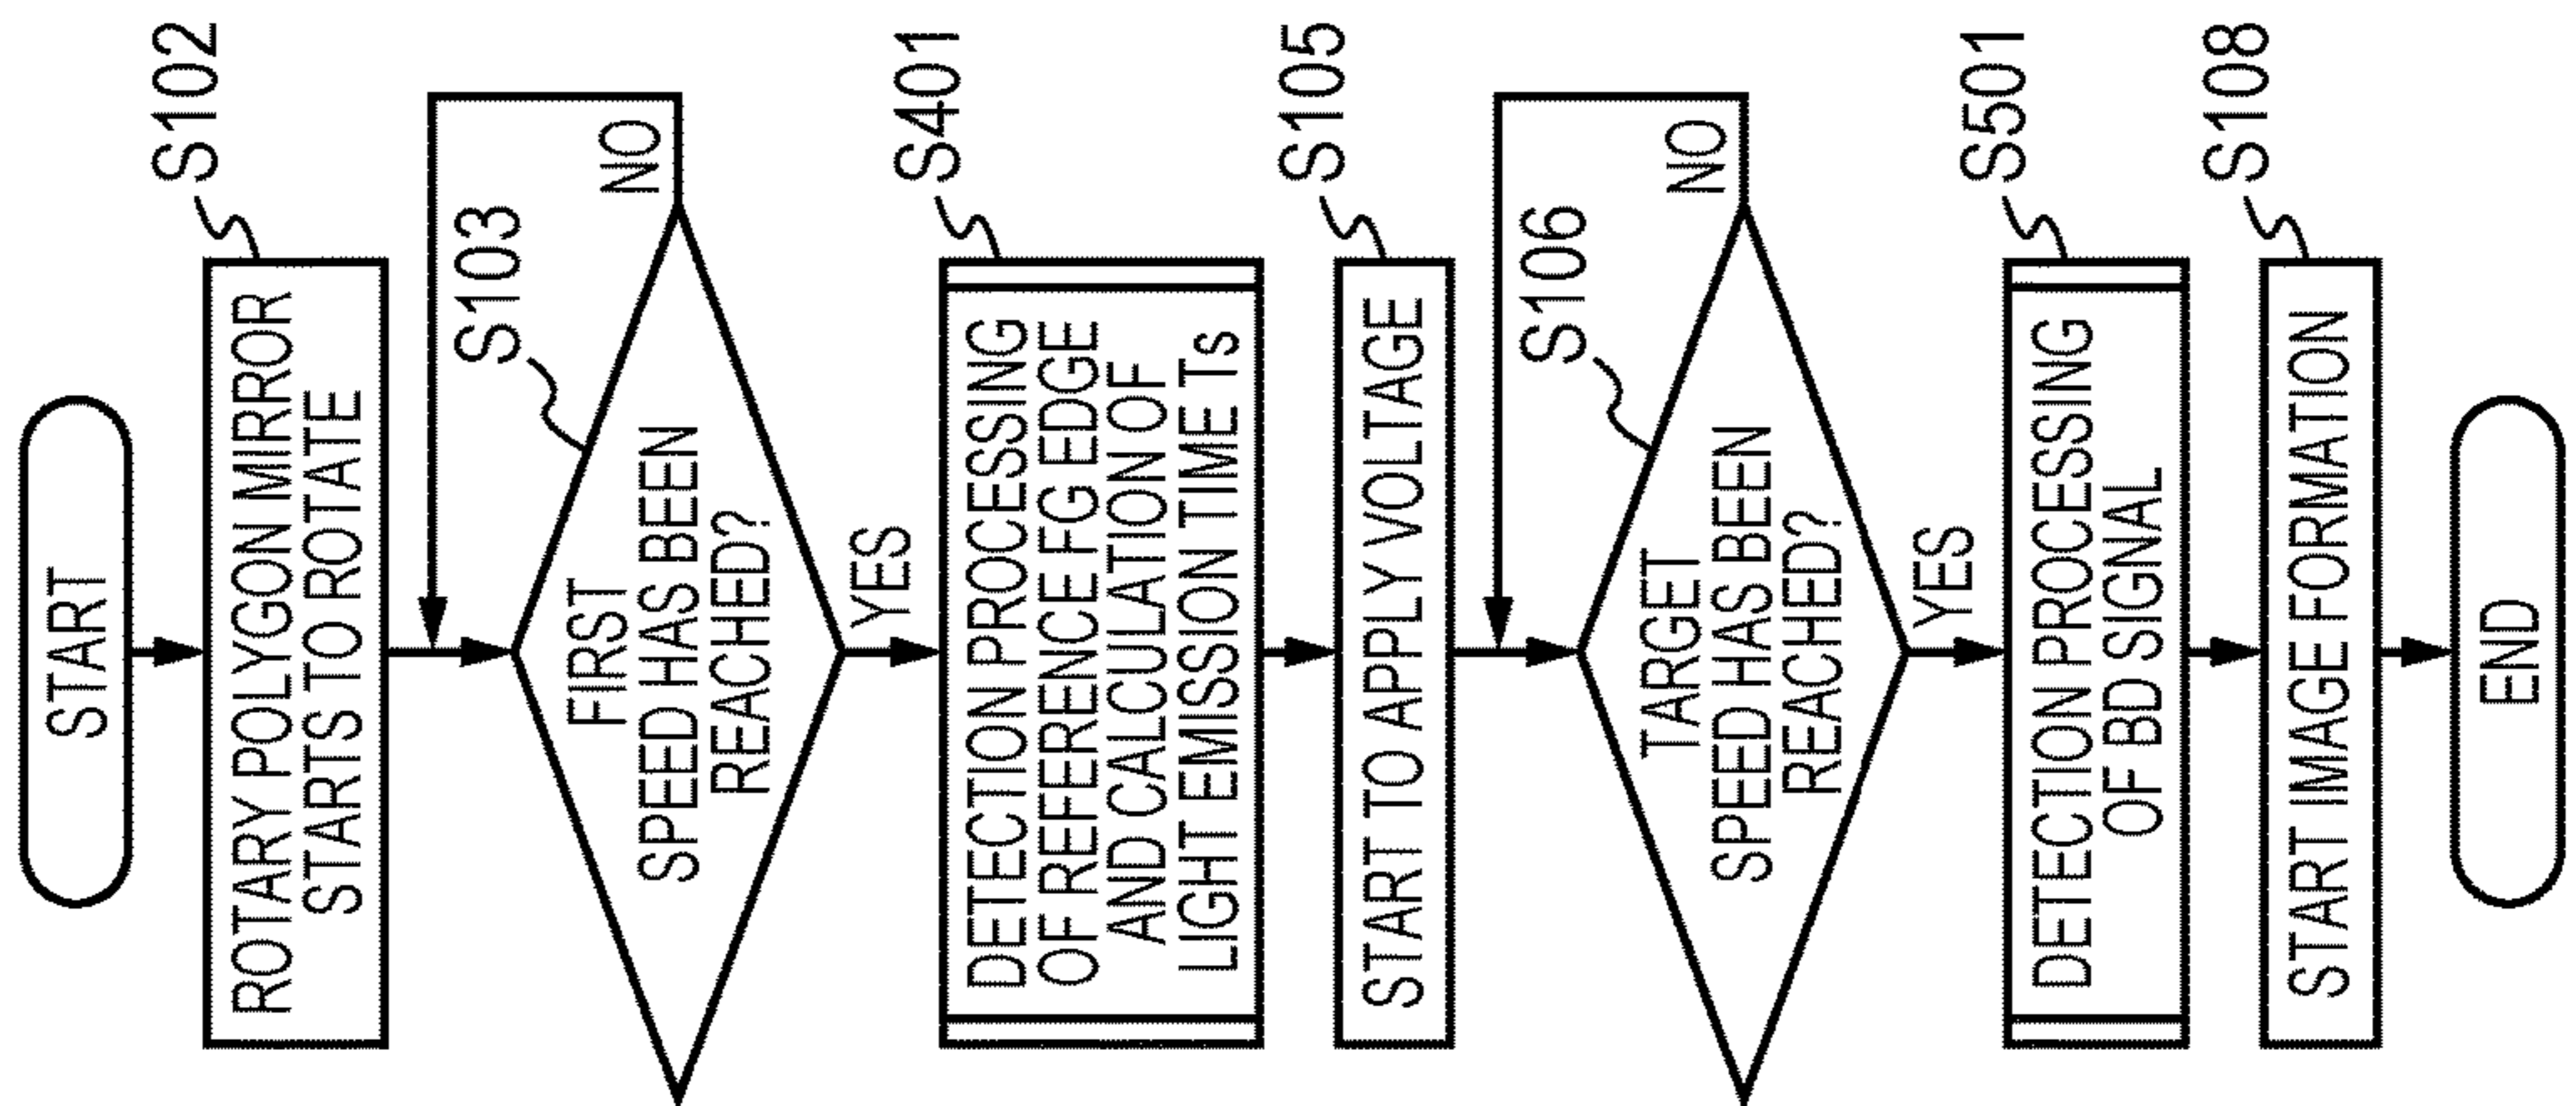 START
S102
ROTARY POLYGON MIRROR
STARTS TO ROTATE
S103
FIRST
SPEED HAS BEEN
REACHED?
NO
YES
S401
DETECTION PROCESSING
OF REFERENCE FG EDGE
AND CALCULATION OF
LIGHT EMISSION TIME Ts
S105
START TO APPLY VOLTAGE
S106
TARGET
SPEED HAS BEEN
REACHED?
NO
YES
S501
DETECTION PROCESSING
OF BD SIGNAL
S108
START IMAGE FORMATION
END